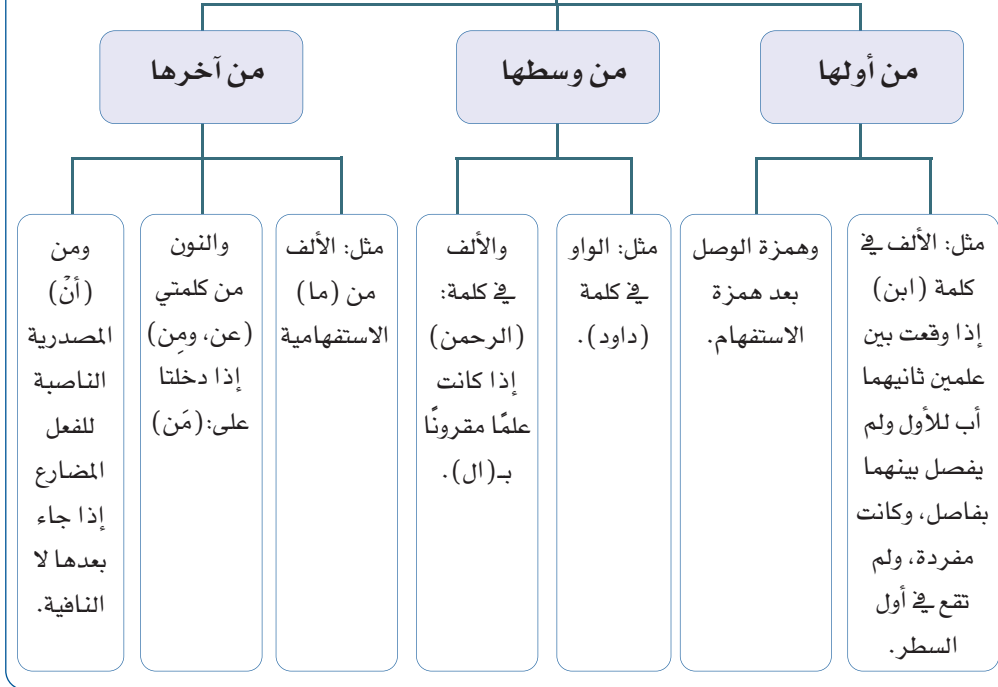 من أولها
من وسطها
من آخرها
مثل: الألف في
كلمة (ابن)
إذا وقعت بين
علمين ثانيهما
أب للأول ولم
يفصل بينهما
بفاصل، وكانت
مفردة، ولم
تقع في أول
السطر.
وهمزة الوصل
بعد همزة
الاستفهام.
مثل: الواو
في كلمة
(داود).
والألف
في كلمة:
(الرحمن)
إذا كانت
علمًا مقرونًا
بـ(ال).
مثل: الألف
من (ما)
الاستفهامية
والنون
من كلمتي
(عن، ومِن)
إذا دخلتا
على:(مَن)
ومن
(أنْ)
المصدرية
الناصبة
للفعل
المضارع
إذا جاء
بعدها لا
النافية.